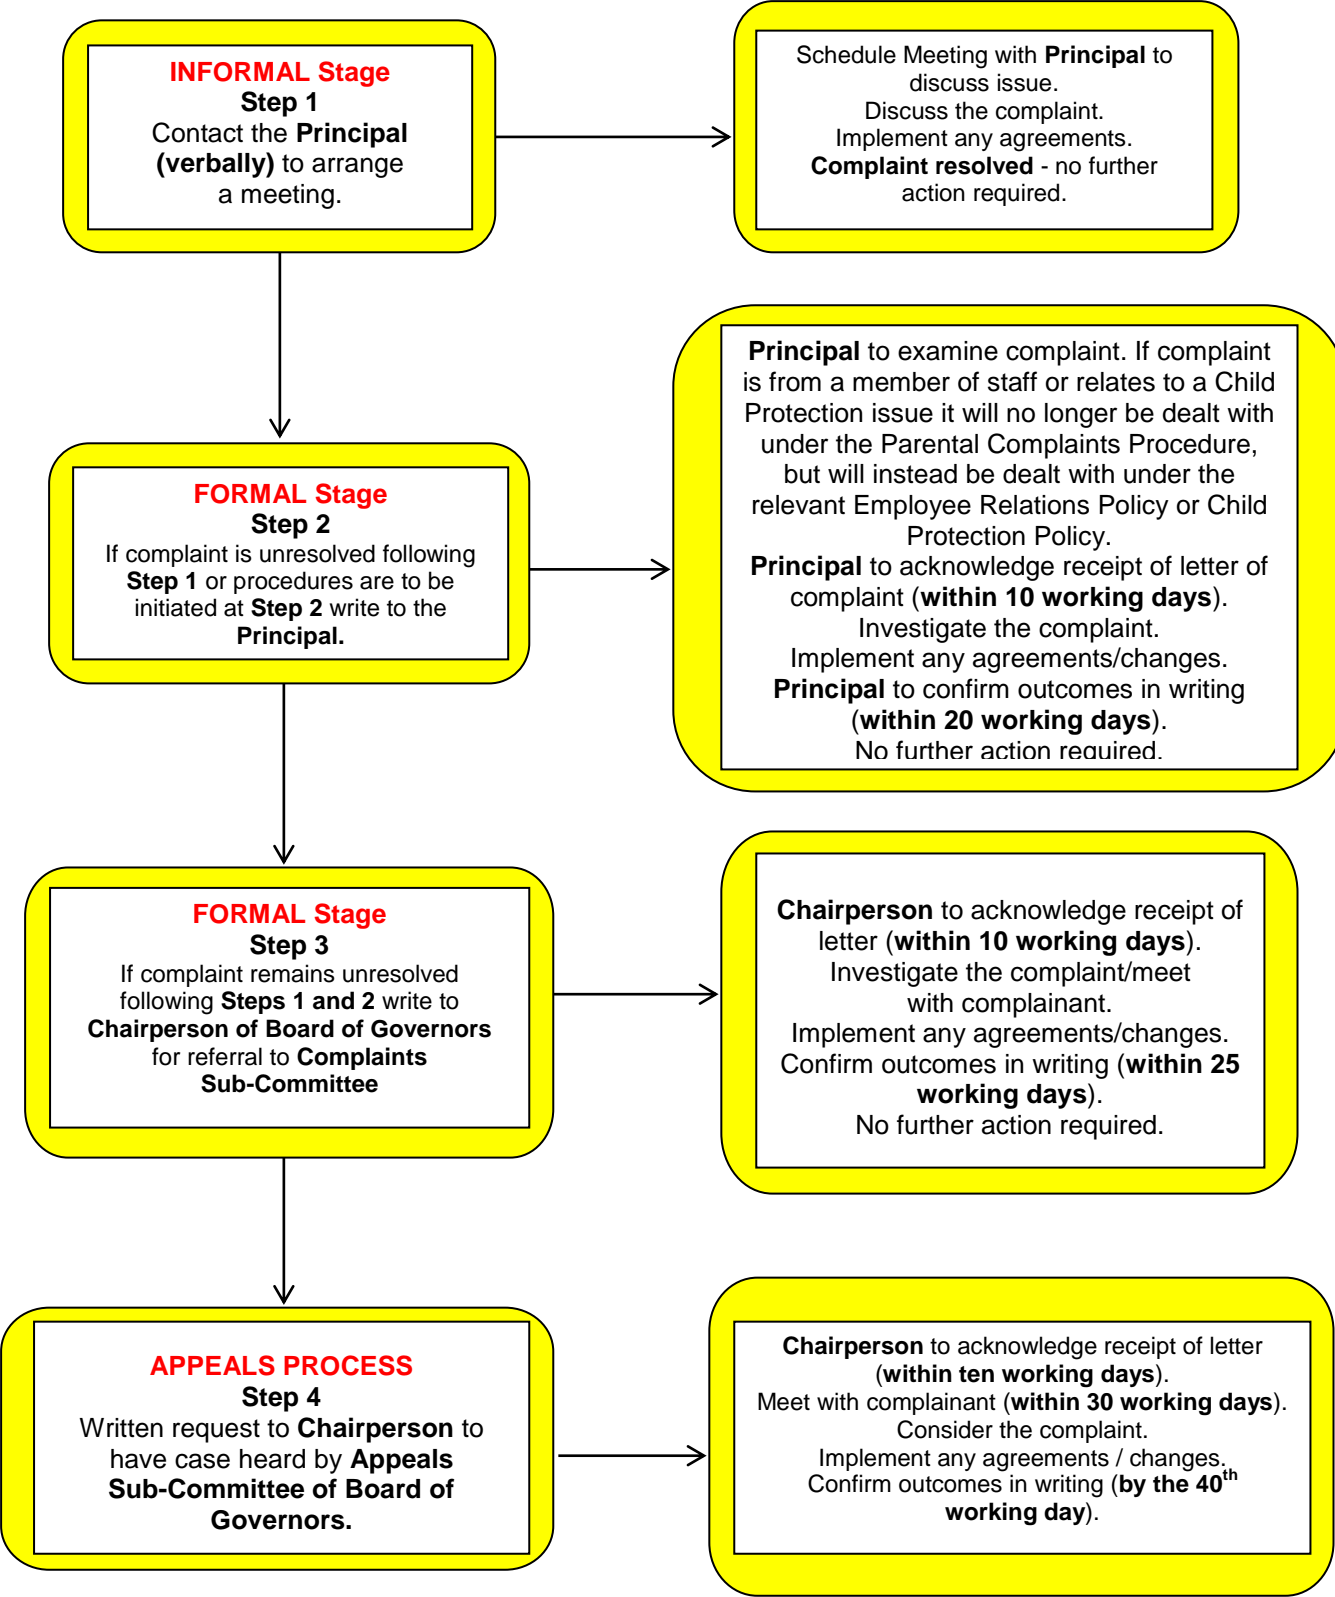 INFORMAL Stage
Step 1
Contact the Principal
(verbally) to arrange
a meeting.
Schedule Meeting with Principal to
discuss issue.
Discuss the complaint.
Implement any agreements.
Complaint resolved - no further
action required.
FORMAL Stage
Step 2
If complaint is unresolved following
Step 1 or procedures are to be
initiated at Step 2 write to the
Principal.
Principal to examine complaint. If complaint
is from a member of staff or relates to a Child
Protection issue it will no longer be dealt with
under the Parental Complaints Procedure,
but will instead be dealt with under the
relevant Employee Relations Policy or Child
Protection Policy.
Principal to acknowledge receipt of letter of
complaint (within 10 working days).
Investigate the complaint.
Implement any agreements/changes.
Principal to confirm outcomes in writing
(within 20 working days).
No further action required.
FORMAL Stage
Step 3
If complaint remains unresolved
following Steps 1 and 2 write to
Chairperson of Board of Governors
for referral to Complaints
Sub-Committee
Chairperson to acknowledge receipt of
letter (within 10 working days).
Investigate the complaint/meet
with complainant.
Implement any agreements/changes.
Confirm outcomes in writing (within 25
working days).
No further action required.
APPEALS PROCESS
Step 4
Written request to Chairperson to
have case heard by Appeals
Sub-Committee of Board of
Governors.
Chairperson to acknowledge receipt of letter
(within ten working days).
Meet with complainant (within 30 working days).
Consider the complaint.
Implement any agreements / changes.
Confirm outcomes in writing (by the 40th
working day).